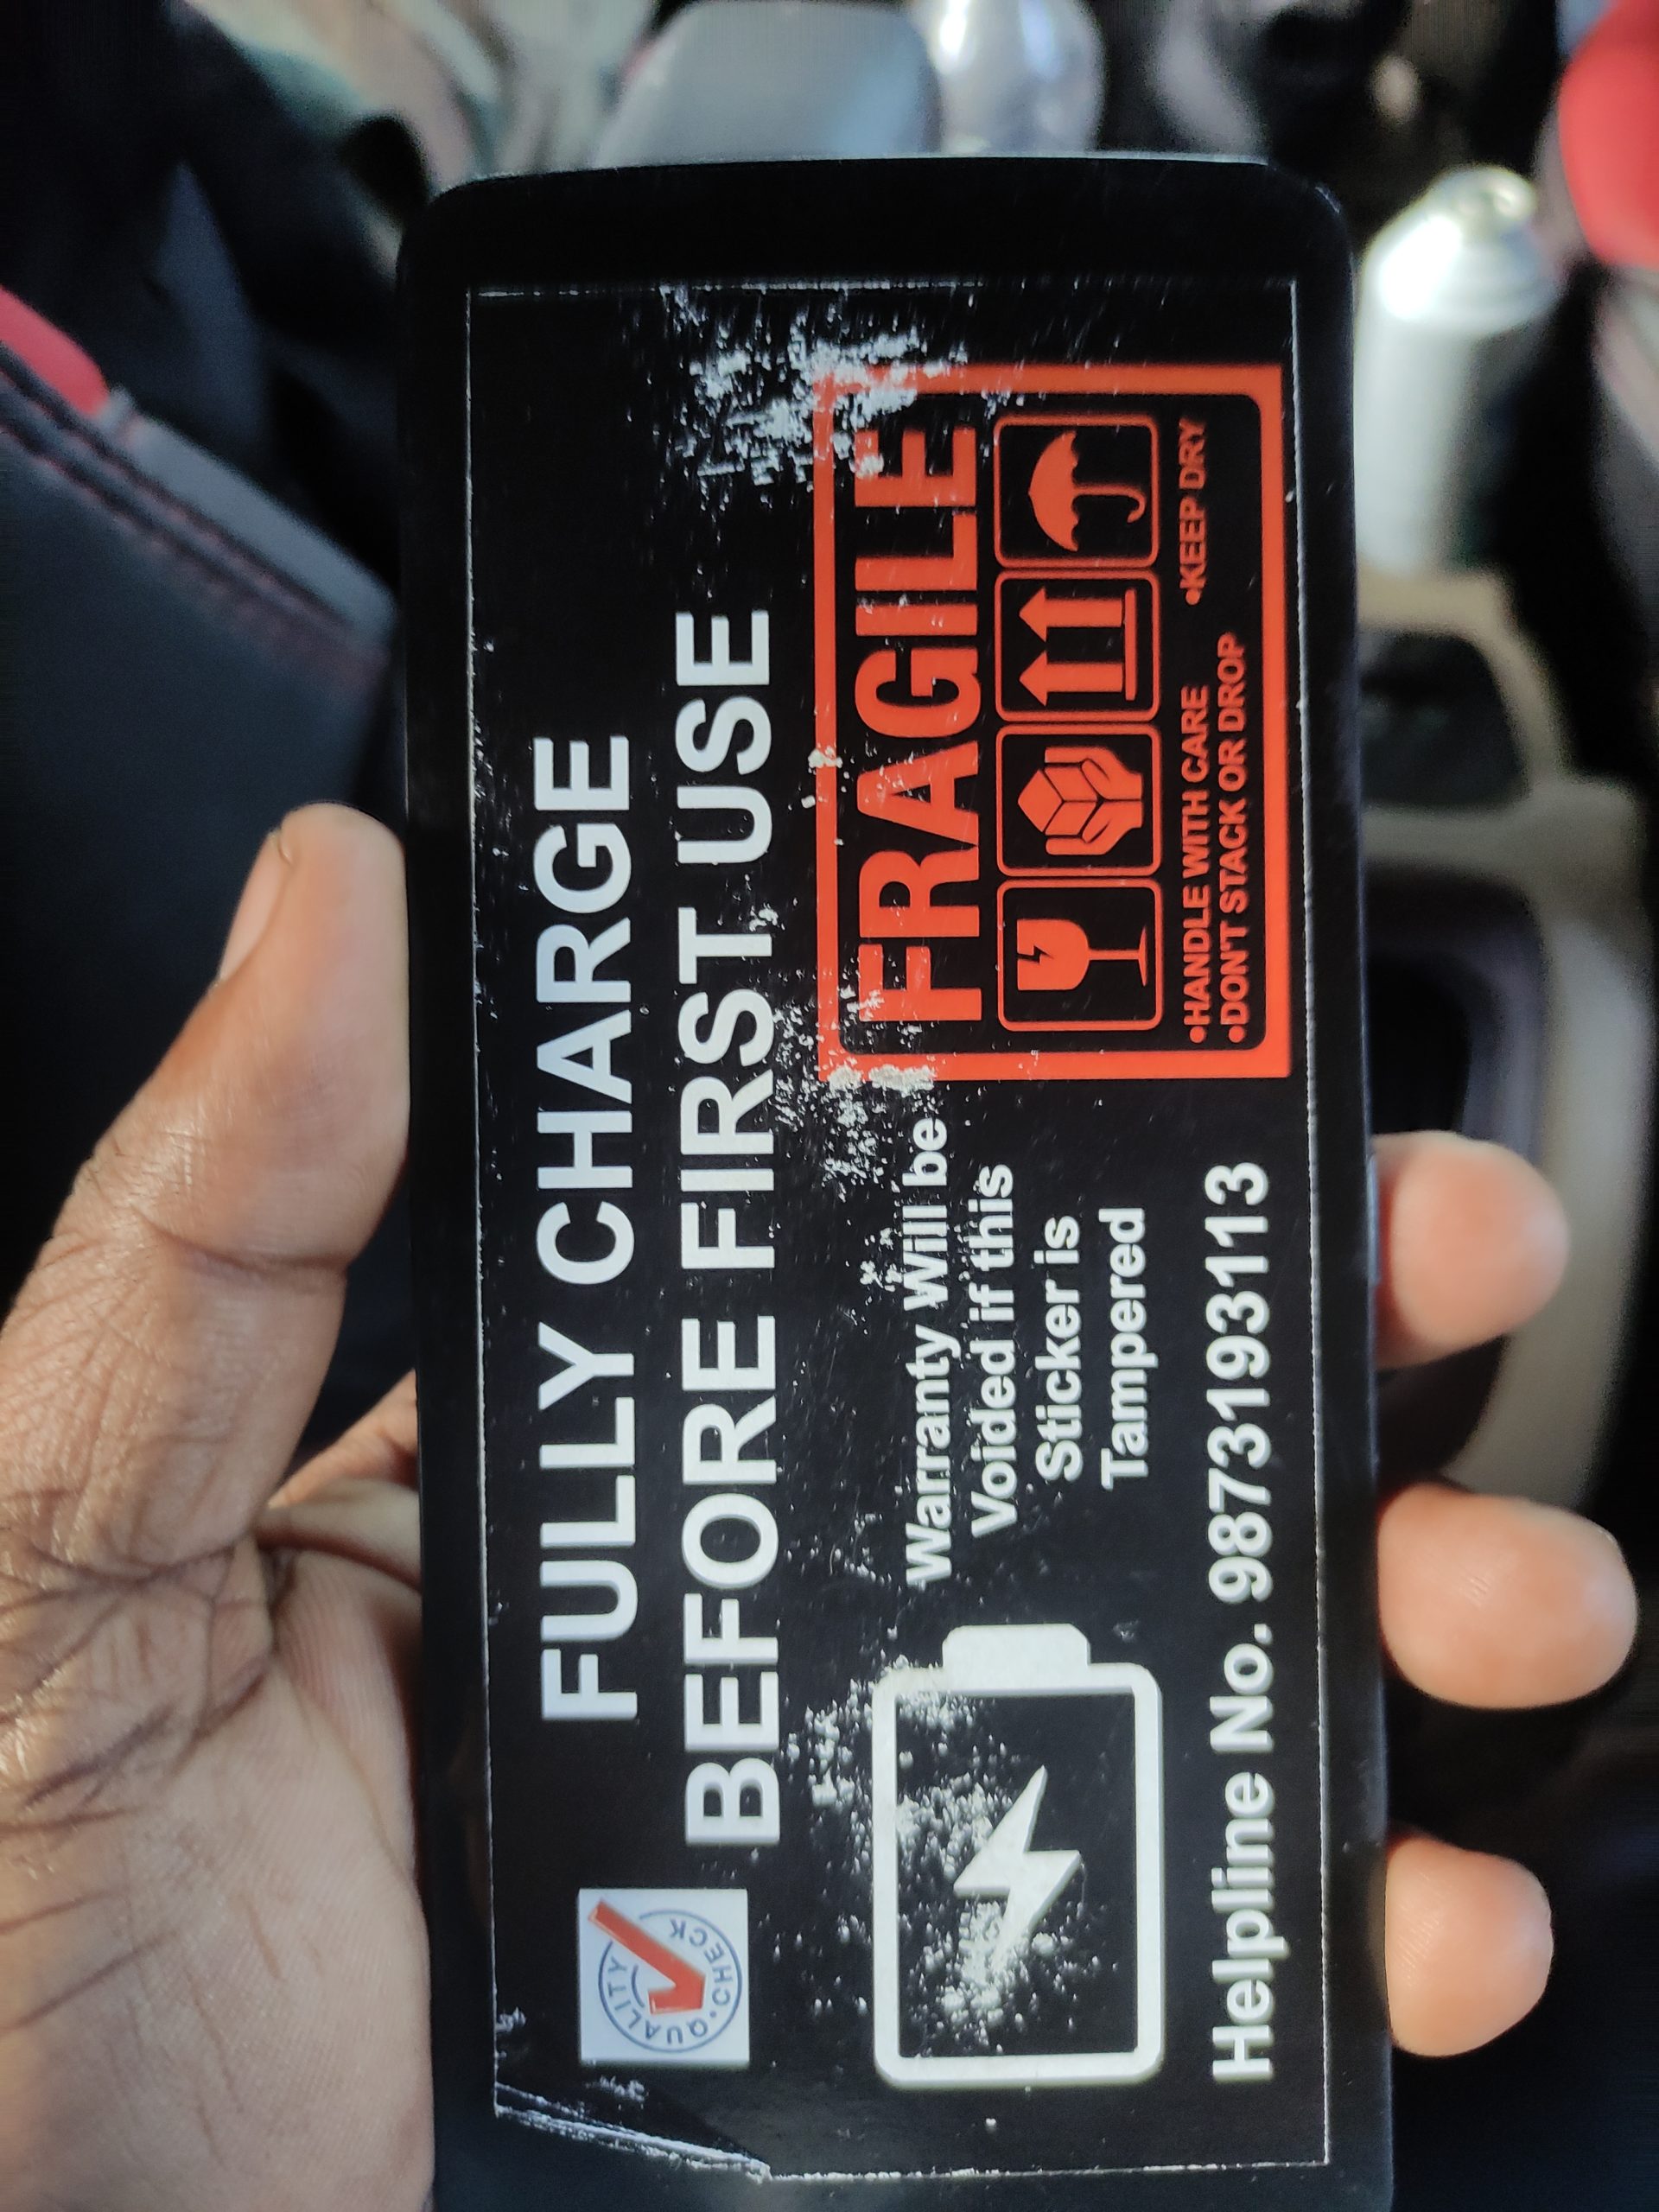 QUALITY CHECK
FULLY CHARGE
BEFORE FIRST USE
Warranty Will be
Voided if this
Sticker is
Tampered
Helpline No. 9873193113
FRAGILE
•HANDLE WITH CARE •KEEP DRY
•DON'T STACK OR DROP